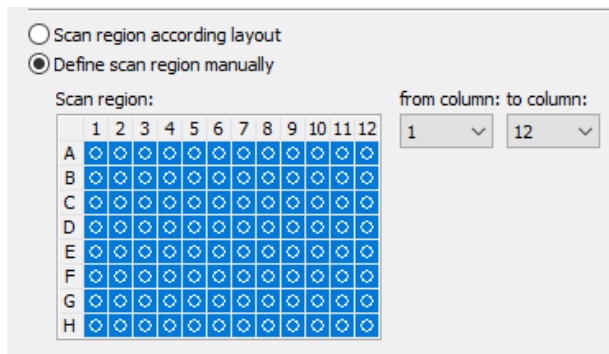 Scan region according layout
Define scan region manually
Scan region: from column: to column:
1 2 3 4 5 6 7 8 9 10 11 12 1 12
A
B
C
D
E
F
G
H